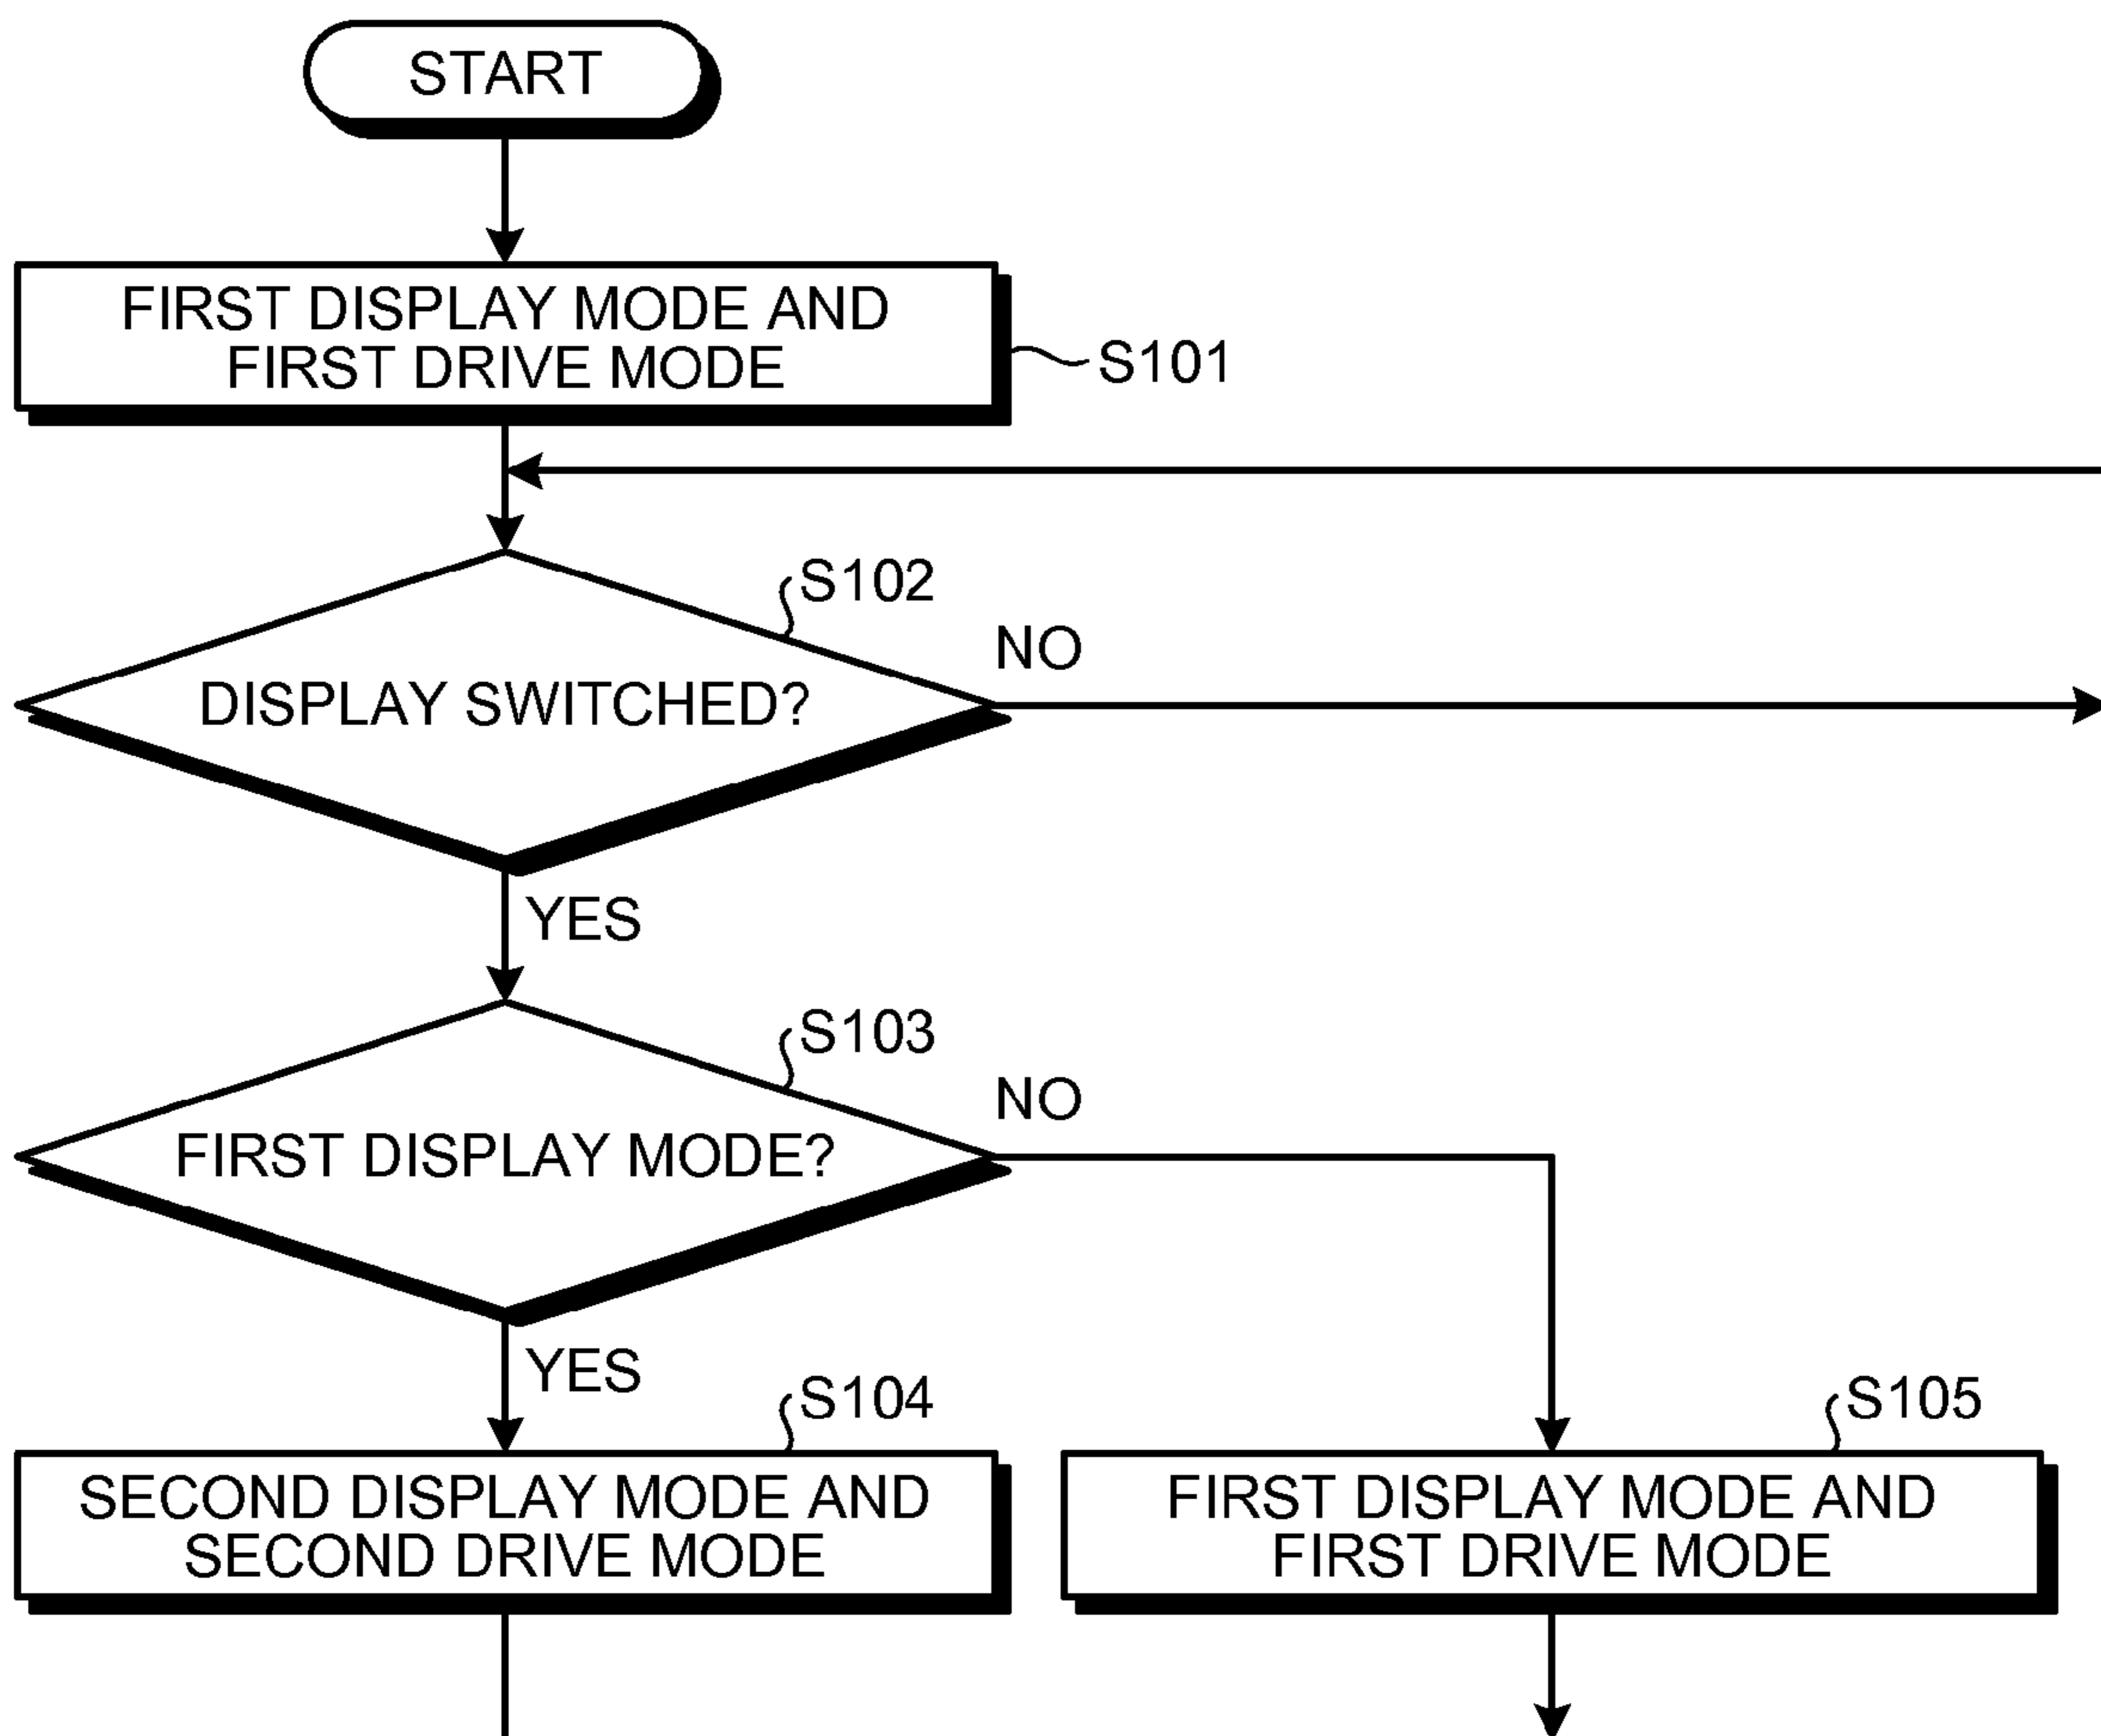 START
FIRST DISPLAY MODE AND
FIRST DRIVE MODE
S101
S102
NO
DISPLAY SWITCHED?
YES
S103
NO
FIRST DISPLAY MODE?
YES
S104
SECOND DISPLAY MODE AND
SECOND DRIVE MODE
S105
FIRST DISPLAY MODE AND
FIRST DRIVE MODE